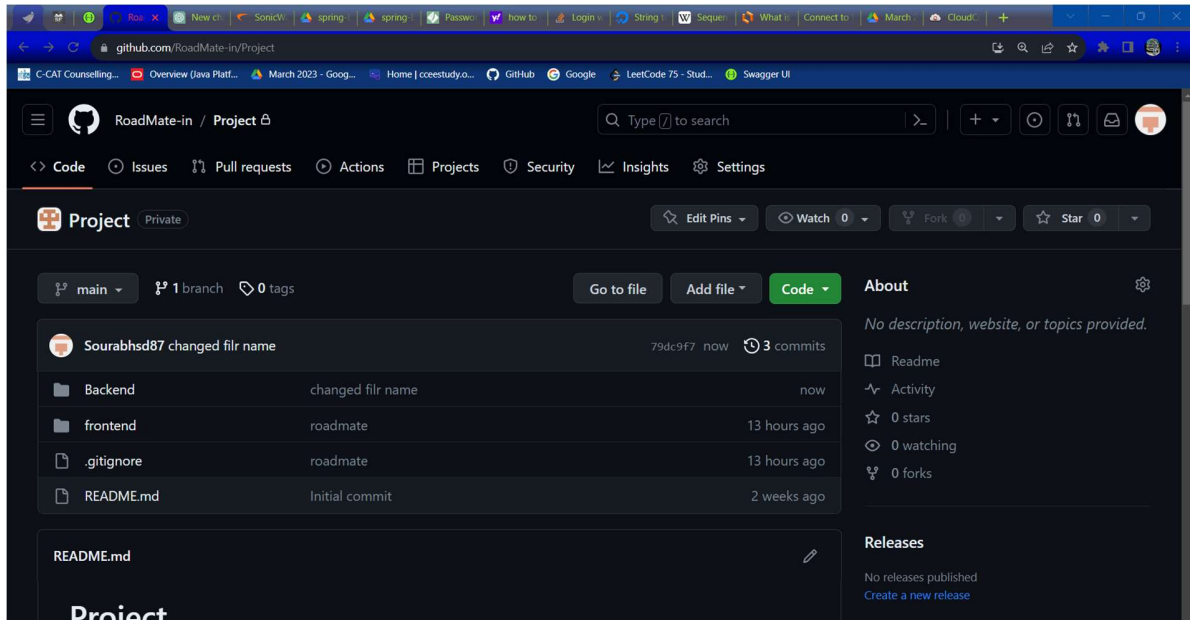 Roa New ch SonicW spring- spring- Passwo how to Login v String t Sequen What is Connect to March CloudC
github.com/RoadMate-in/Project
C-CAT Counselling... Overview (Java Platf... March 2023 - Goog... Home | cceestudy.o... GitHub Google LeetCode 75 - Stud... Swagger UI
RoadMate-in / Project Type / to search
Code Issues Pull requests Actions Projects Security Insights Settings
Project Private Edit Pins Watch 0 Fork 0 Star 0
main 1 branch 0 tags Go to file Add file Code
Sourabhsd87 changed filr name 79dc9f7 now 3 commits
Backend changed filr name now
frontend roadmate 13 hours ago
.gitignore roadmate 13 hours ago
README.md Initial commit 2 weeks ago
README.md
Project
About
No description, website, or topics provided.
Readme
Activity
0 stars
0 watching
0 forks
Releases
No releases published
Create a new release